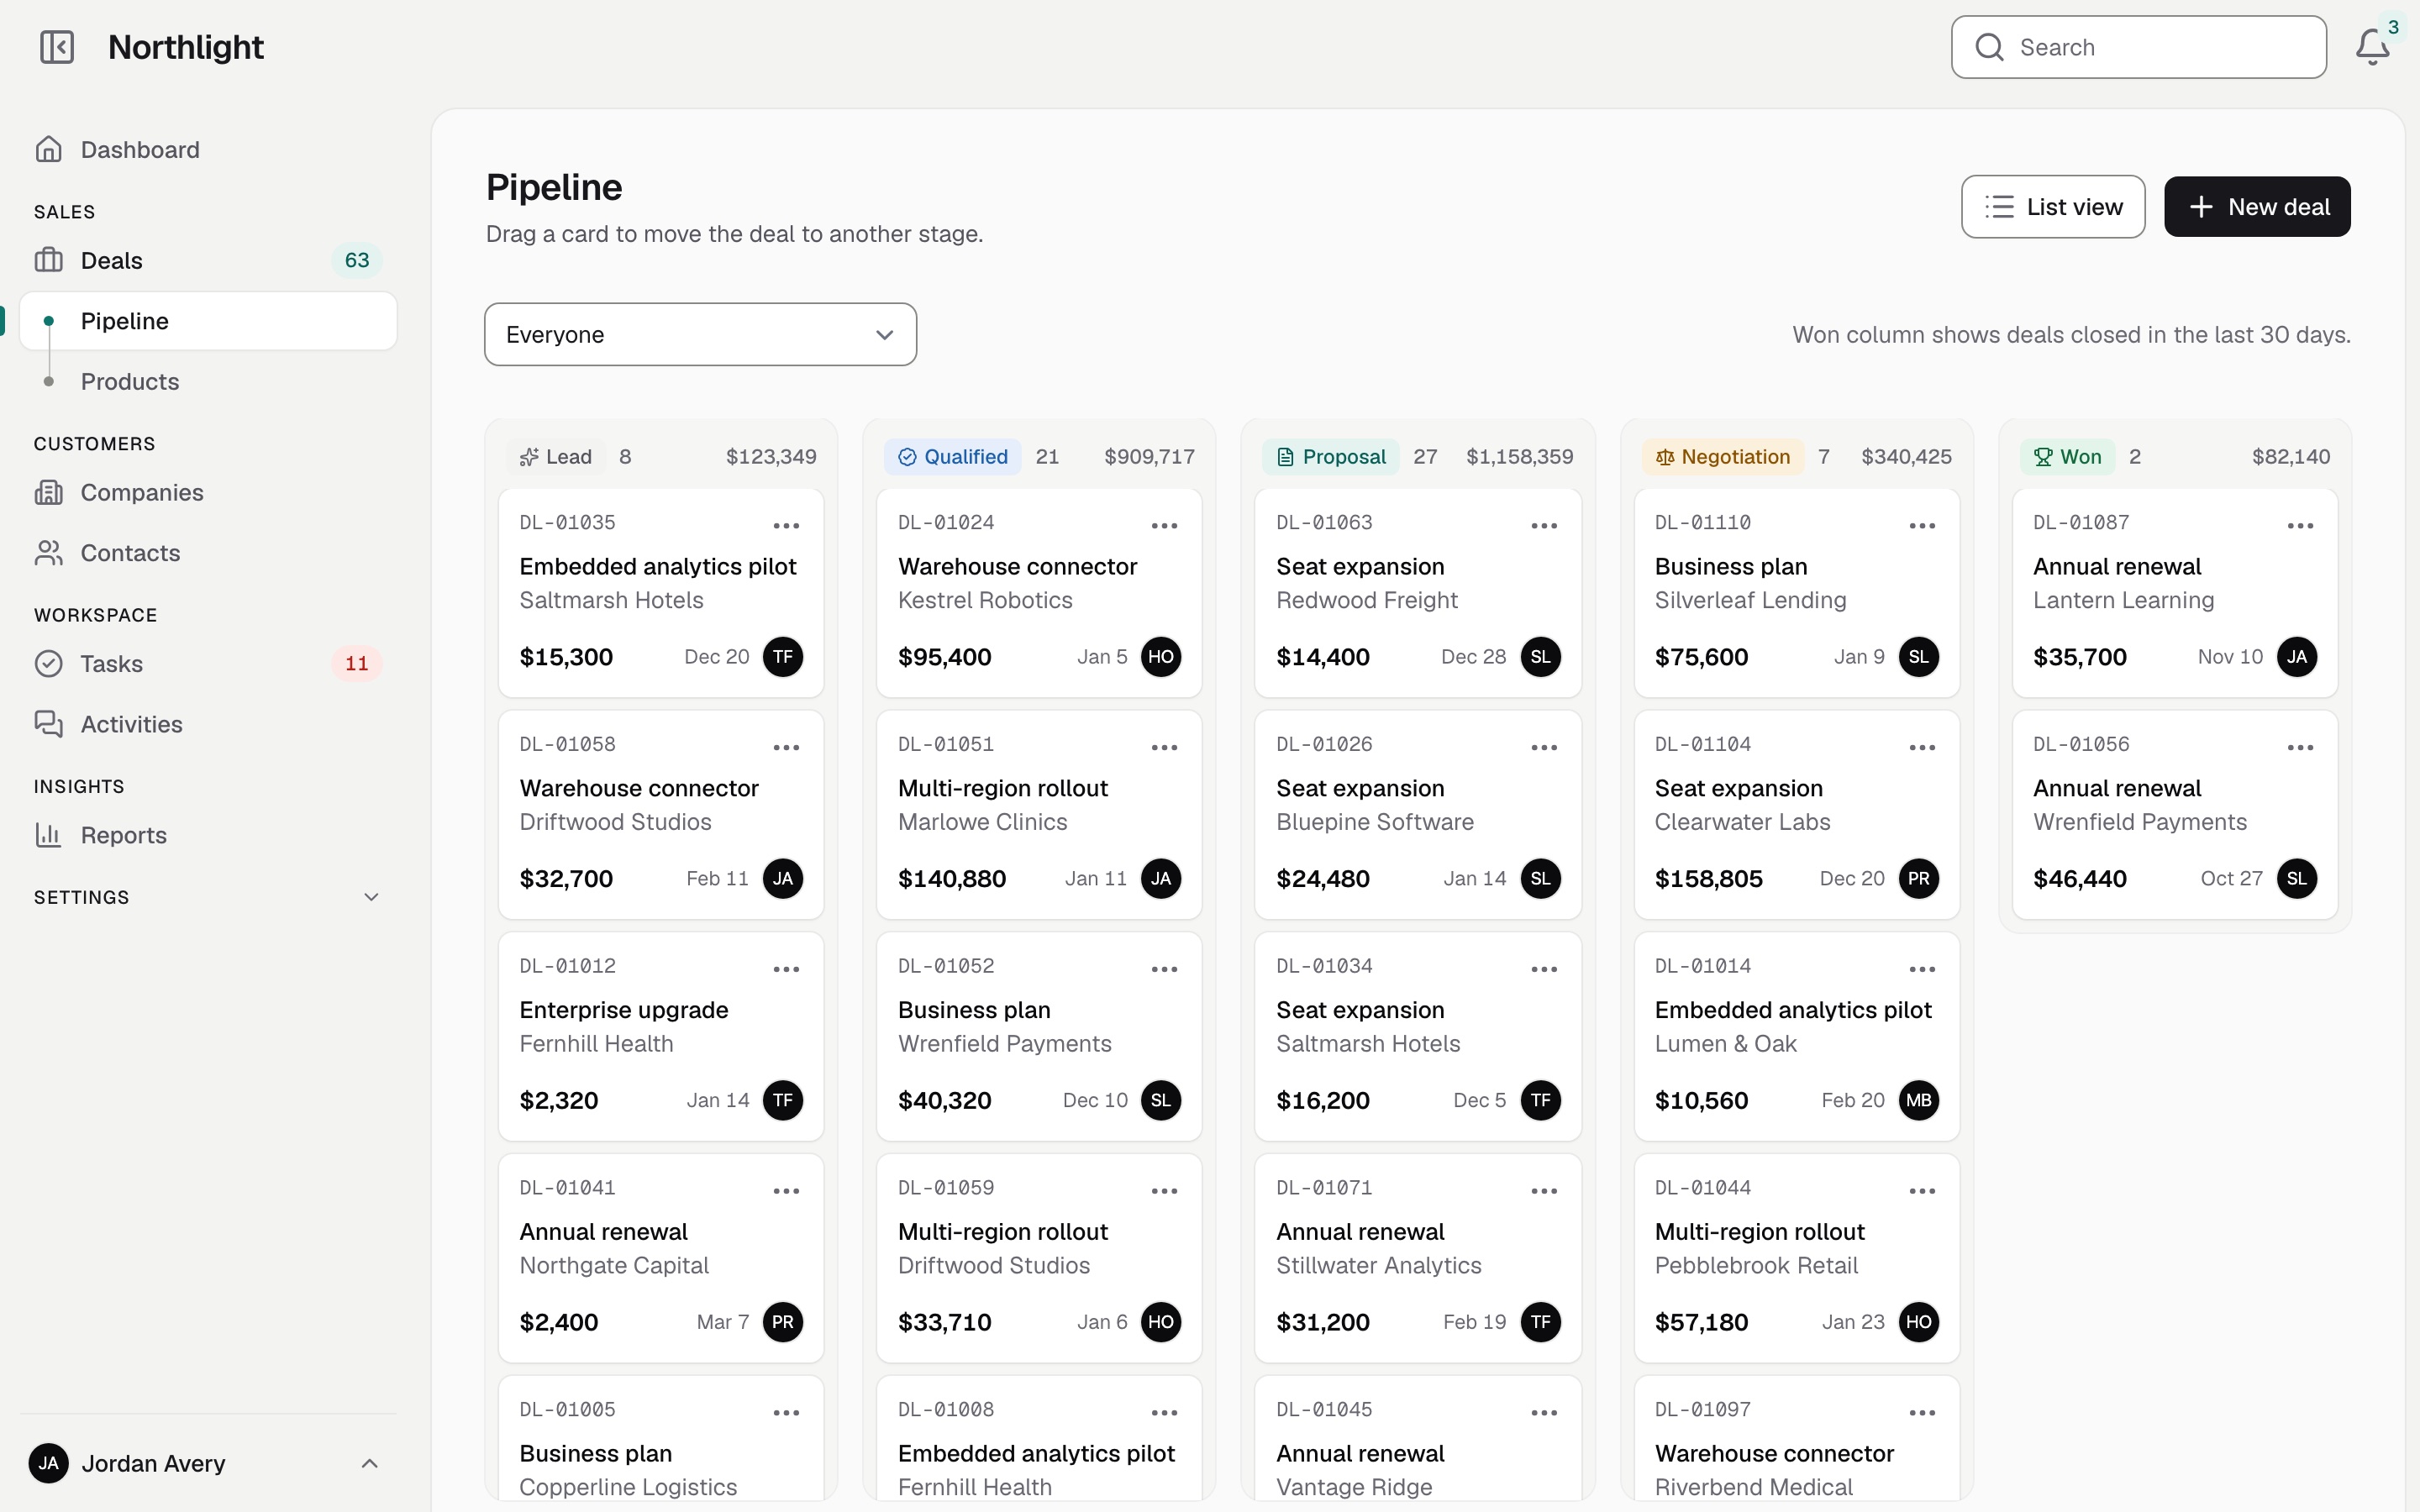 Northlight
Search
3
Dashboard
SALES
Deals 63
Pipeline
Products
CUSTOMERS
Companies
Contacts
WORKSPACE
Tasks 11
Activities
INSIGHTS
Reports
SETTINGS
JA Jordan Avery
Pipeline
Drag a card to move the deal to another stage.
List view
New deal
Everyone
Won column shows deals closed in the last 30 days.
Lead 8 $123,349
DL-01035
Embedded analytics pilot
Saltmarsh Hotels
$15,300 Dec 20 TF
DL-01058
Warehouse connector
Driftwood Studios
$32,700 Feb 11 JA
DL-01012
Enterprise upgrade
Fernhill Health
$2,320 Jan 14 TF
DL-01041
Annual renewal
Northgate Capital
$2,400 Mar 7 PR
DL-01005
Business plan
Copperline Logistics
Qualified 21 $909,717
DL-01024
Warehouse connector
Kestrel Robotics
$95,400 Jan 5 HO
DL-01051
Multi-region rollout
Marlowe Clinics
$140,880 Jan 11 JA
DL-01052
Business plan
Wrenfield Payments
$40,320 Dec 10 SL
DL-01059
Multi-region rollout
Driftwood Studios
$33,710 Jan 6 HO
DL-01008
Embedded analytics pilot
Fernhill Health
Proposal 27 $1,158,359
DL-01063
Seat expansion
Redwood Freight
$14,400 Dec 28 SL
DL-01026
Seat expansion
Bluepine Software
$24,480 Jan 14 SL
DL-01034
Seat expansion
Saltmarsh Hotels
$16,200 Dec 5 TF
DL-01071
Annual renewal
Stillwater Analytics
$31,200 Feb 19 TF
DL-01045
Annual renewal
Vantage Ridge
Negotiation 7 $340,425
DL-01110
Business plan
Silverleaf Lending
$75,600 Jan 9 SL
DL-01104
Seat expansion
Clearwater Labs
$158,805 Dec 20 PR
DL-01014
Embedded analytics pilot
Lumen & Oak
$10,560 Feb 20 MB
DL-01044
Multi-region rollout
Pebblebrook Retail
$57,180 Jan 23 HO
DL-01097
Warehouse connector
Riverbend Medical
Won 2 $82,140
DL-01087
Annual renewal
Lantern Learning
$35,700 Nov 10 JA
DL-01056
Annual renewal
Wrenfield Payments
$46,440 Oct 27 SL